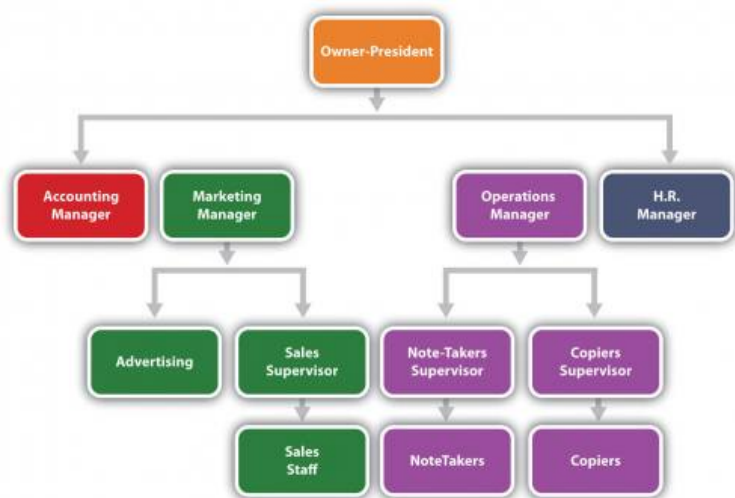 Owner-President
Accounting
Manager
Marketing
Manager
Operations
Manager
H.R.
Manager
Advertising
Sales
Supervisor
Note-Takers
Supervisor
Copiers
Supervisor
Sales
Staff
NoteTakers
Copiers